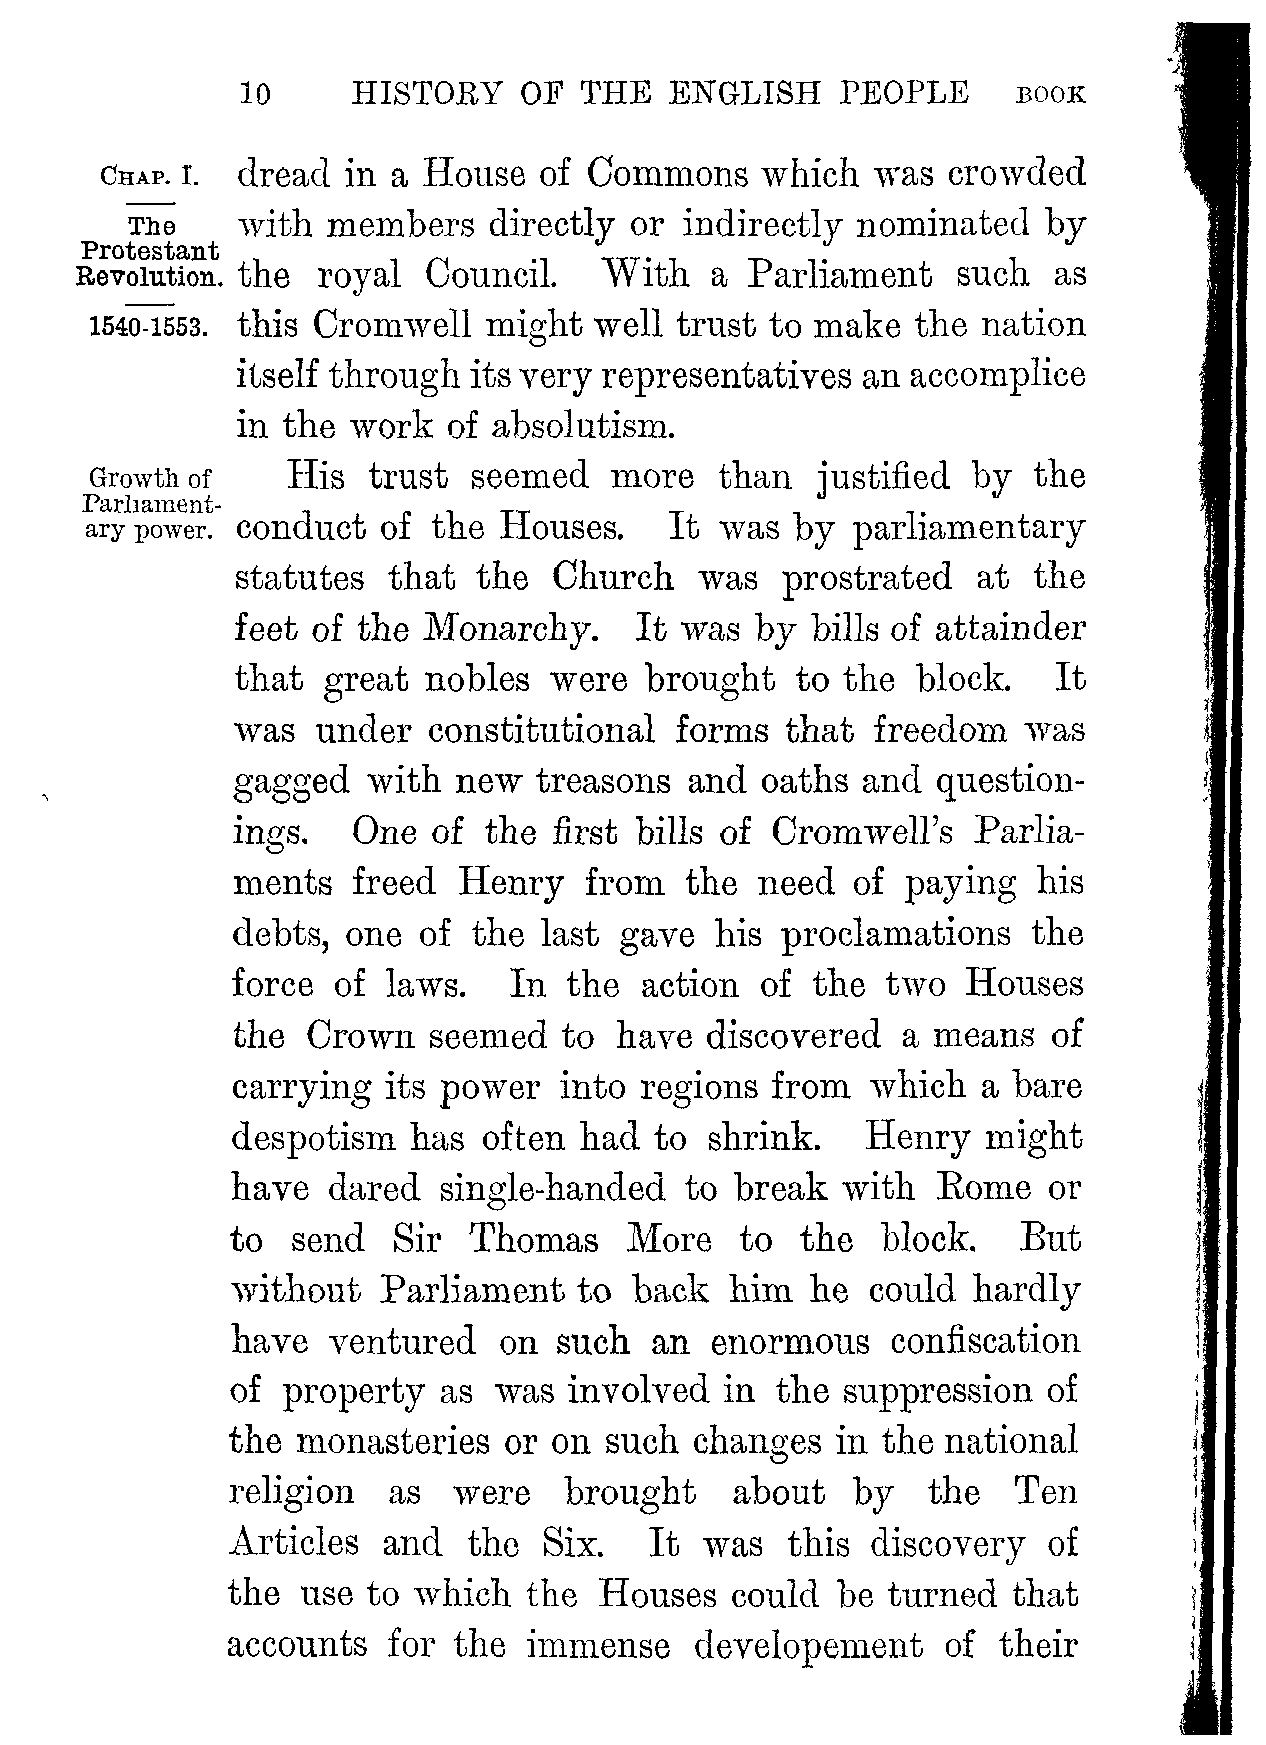 10 HISTORY OF THE ENGLISH PEOPLE BOOK
CHAP. I.
The
Protestant
Revolution.
1540-1553.
dread in a House of Commons which was crowded
with members directly or indirectly nominated by
the royal Council. With a Parliament such as
this Cromwell might well trust to make the nation
itself through its very representatives an accomplice
in the work of absolutism.
Growth of
Parliament-
ary power.
His trust seemed more than justified by the
conduct of the Houses. It was by parliamentary
statutes that the Church was prostrated at the
feet of the Monarchy. It was by bills of attainder
that great nobles were brought to the block. It
was under constitutional forms that freedom was
gagged with new treasons and oaths and question-
ings. One of the first bills of Cromwell's Parlia-
ments freed Henry from the need of paying his
debts, one of the last gave his proclamations the
force of laws. In the action of the two Houses
the Crown seemed to have discovered a means of
carrying its power into regions from which a bare
despotism has often had to shrink. Henry might
have dared single-handed to break with Rome or
to send Sir Thomas More to the block. But
without Parliament to back him he could hardly
have ventured on such an enormous confiscation
of property as was involved in the suppression of
the monasteries or on such changes in the national
religion as were brought about by the Ten
Articles and the Six. It was this discovery of
the use to which the Houses could be turned that
accounts for the immense developement of their